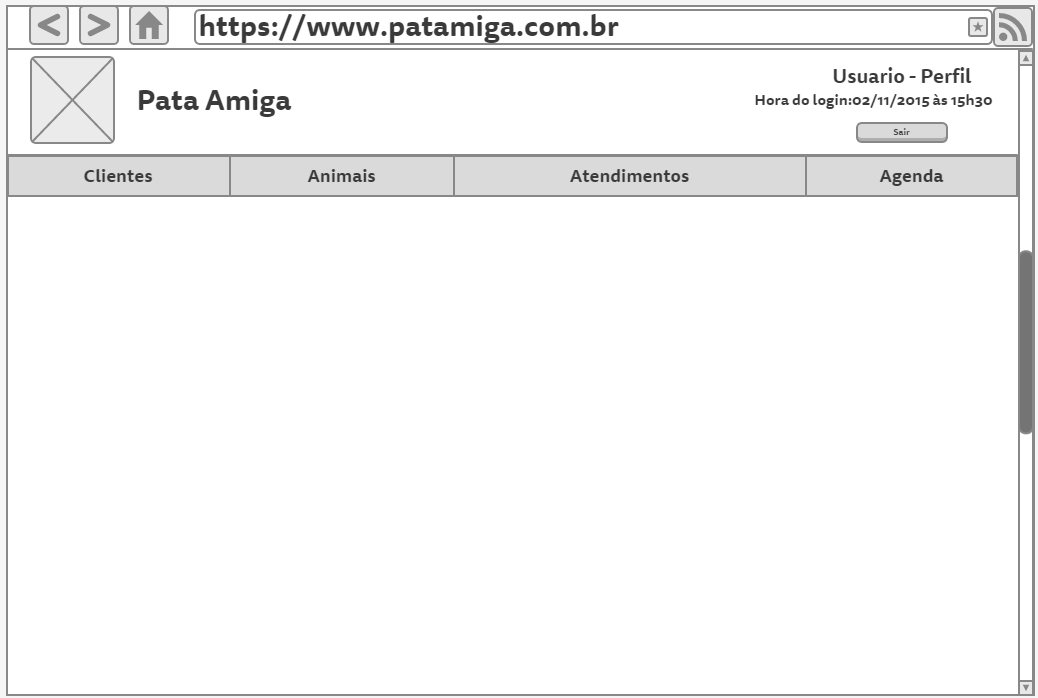 https://www.patamiga.com.br
Usuario - Perfil
Pata Amiga
Hora do login:02/11/2015 às 15h30
Sair
Clientes Animais Atendimentos Agenda